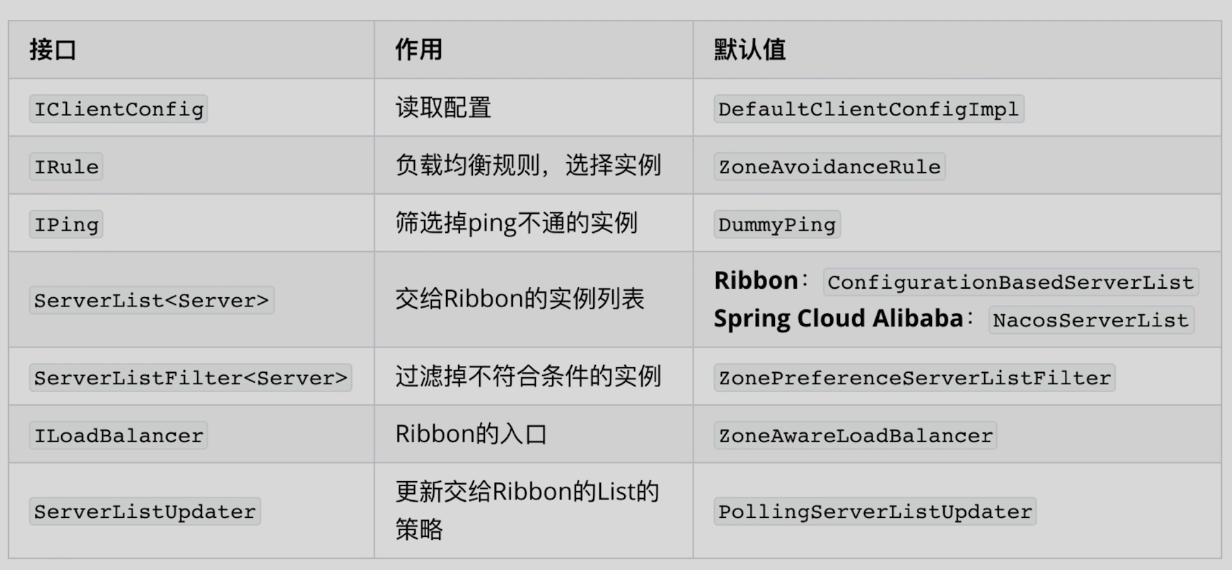 接口 作用 默认值
IClientConfig 读取配置 DefaultClientConfigImpl
IRule 负载均衡规则，选择实例 ZoneAvoidanceRule
IPing 筛选掉ping不通的实例 DummyPing
ServerList<Server> 交给Ribbon的实例列表 Ribbon： ConfigurationBasedServerList
Spring Cloud Alibaba： NacosServerList
ServerListFilter<Server> 过滤掉不符合条件的实例 ZonePreferenceServerListFilter
ILoadBalancer Ribbon的入口 ZoneAwareLoadBalancer
ServerListUpdater 更新交给Ribbon的List的
策略 PollingServerListUpdater